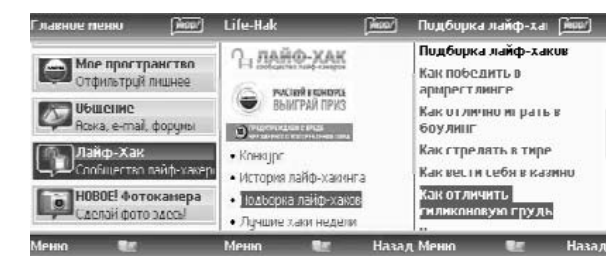 Главное меню
Мое пространство
Отфильтруй лишнее
Общение
Аська, e-mail, форумы
Лайф-Хак
Сообщество лайф-хакеры
НОВОЕ! Фотокамера
Сделай фото здесь!
Меню
Life-Hak
ЛАЙФ-ХАК
ВЫИГРАЙ ПРИЗ
• Конкурс
• История лайф-хакинга
• Подборка лайф-хаков
• Лучшие хаки недели
Меню Назад
Подборка лайф-ха
Подборка лайф-хаков
Как победить в
армрестлинге
Как отлично играть в
боулинг
Как стрелять в тире
Как вести себя в казино
Как отличить
силиконовую грудь
Меню Назад